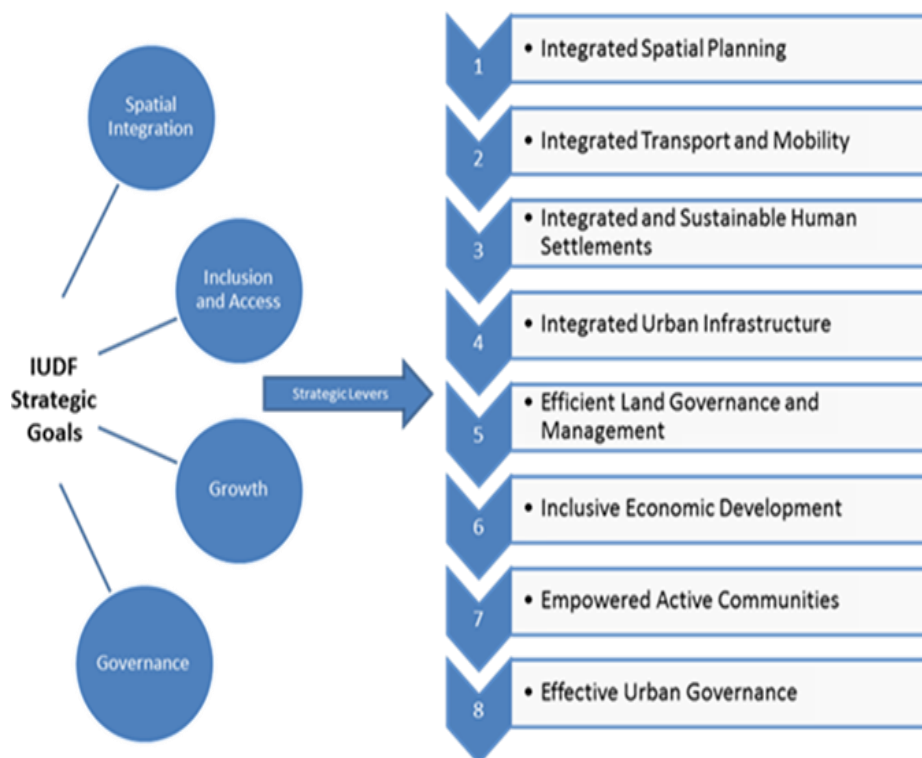 Spatial
Integration
Inclusion
and Access
IUDF
Strategic
Goals
Growth
Governance
Strategic Levers
1
• Integrated Spatial Planning
2
• Integrated Transport and Mobility
3
• Integrated and Sustainable Human
Settlements
4
• Integrated Urban Infrastructure
5
• Efficient Land Governance and
Management
6
• Inclusive Economic Development
7
• Empowered Active Communities
8
• Effective Urban Governance